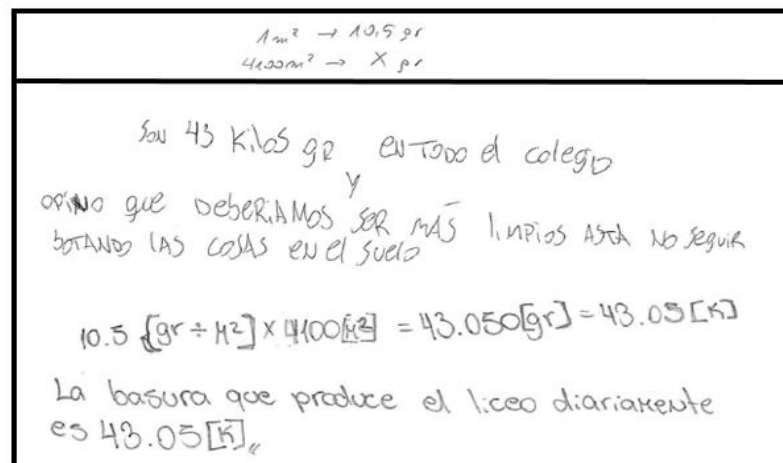 1m² → 10,5 gr
4100m² → X gr
Son 43 Kilos gR en TODO el colegio
y
OPINO que DebeRiAMOS SER MÁS limpios ASTA NO seguir
BOTANDO LAS COSAS EN el suelo
10.5 [gr ÷ M²] X 4100[M²] = 43.050[gr] = 43.05 [K]
La basura que produce el liceo diariamente
es 43.05[K]„